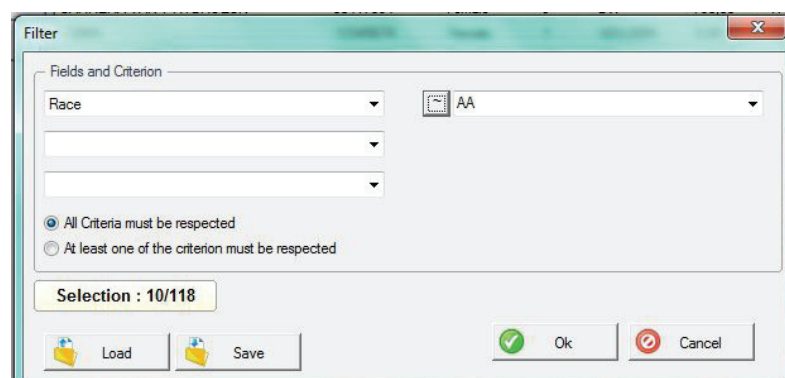 Filter
Fields and Criterion
Race
~ AA
All Criteria must be respected
At least one of the criterion must be respected
Selection : 10/118
Load Save Ok Cancel